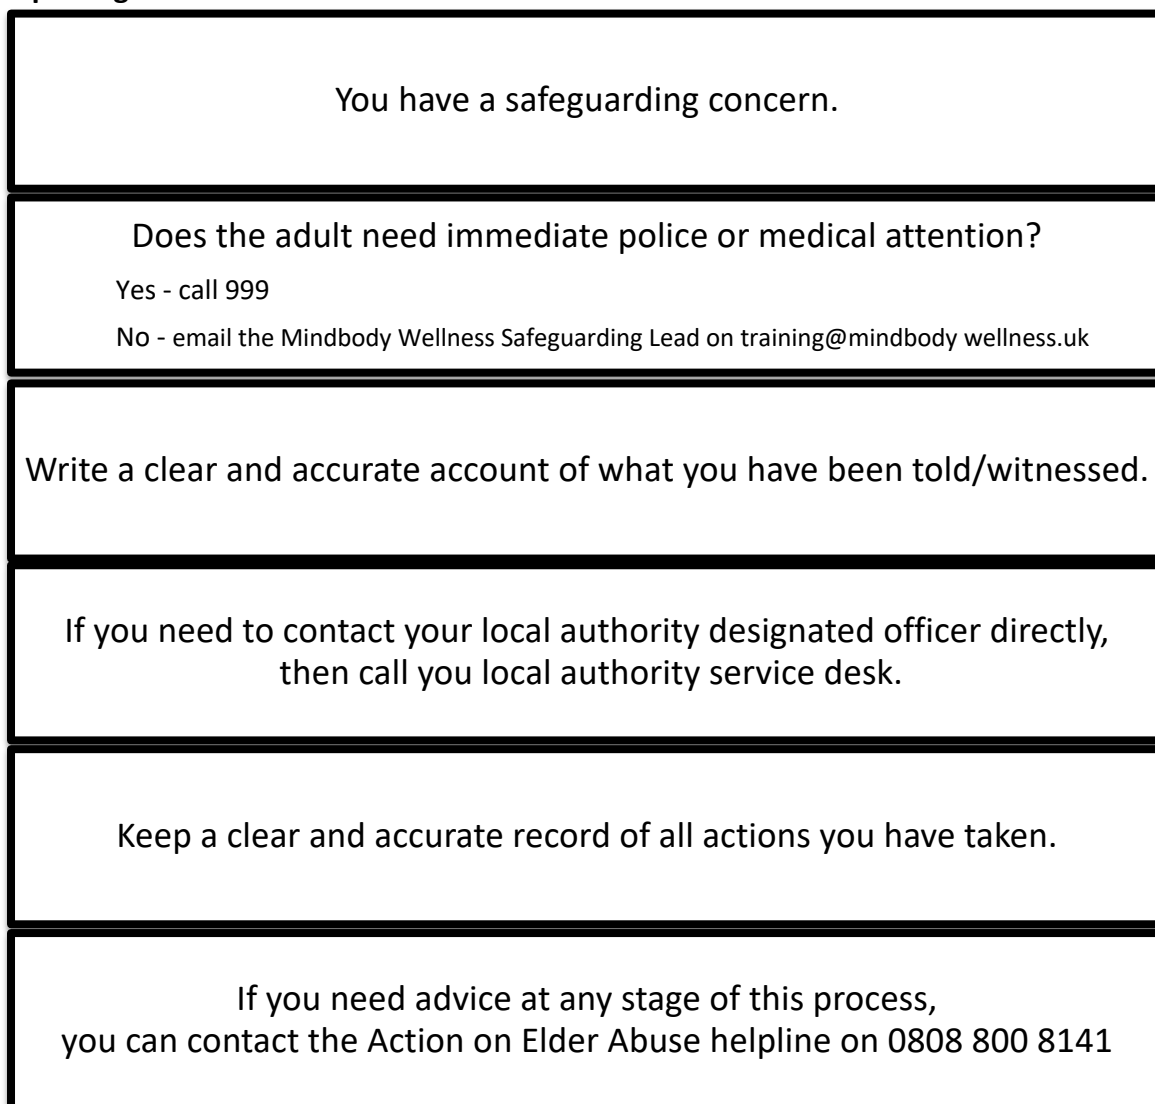 You have a safeguarding concern.
Does the adult need immediate police or medical attention?
Yes - call 999
No - email the Mindbody Wellness Safeguarding Lead on training@mindbody wellness.uk
Write a clear and accurate account of what you have been told/witnessed.
If you need to contact your local authority designated officer directly,
then call you local authority service desk.
Keep a clear and accurate record of all actions you have taken.
If you need advice at any stage of this process,
you can contact the Action on Elder Abuse helpline on 0808 800 8141